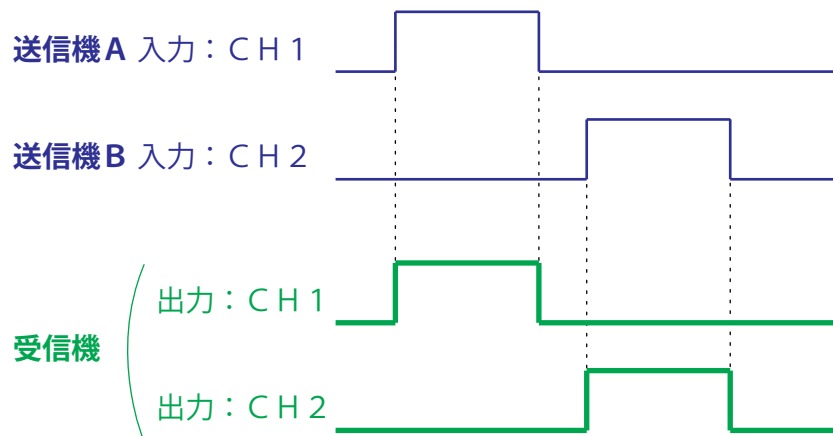 送信機A 入力：ＣＨ１
送信機B 入力：ＣＨ２
出力：ＣＨ１
受信機
出力：ＣＨ２